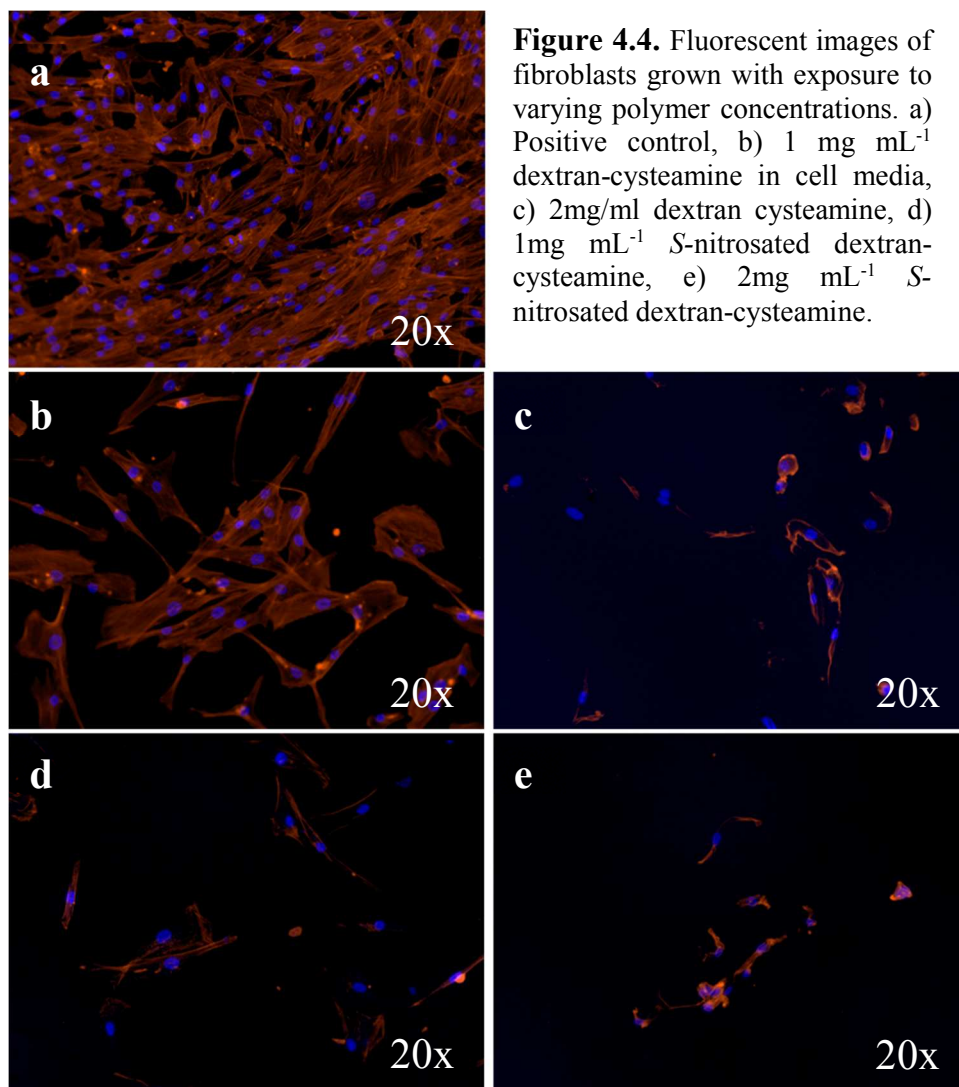 a
20x
Figure 4.4. Fluorescent images of
fibroblasts grown with exposure to
varying polymer concentrations. a)
Positive control, b) 1 mg mL⁻¹
dextran-cysteamine in cell media,
c) 2mg/ml dextran cysteamine, d)
1mg mL⁻¹ S-nitrosated dextran-
cysteamine, e) 2mg mL⁻¹ S-
nitrosated dextran-cysteamine.
b
20x
c
20x
d
20x
e
20x